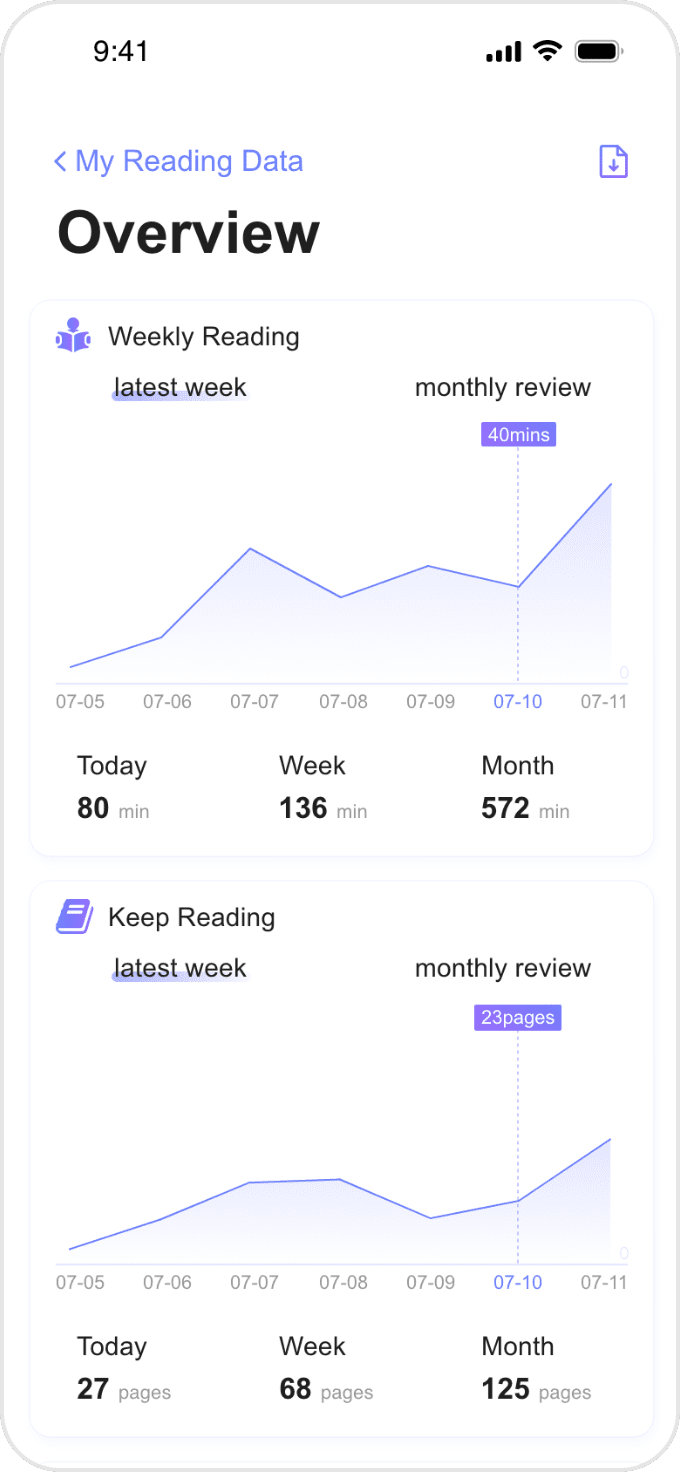 9:41
My Reading Data
Overview
Weekly Reading
latest week monthly review
40mins
0
07-05 07-06 07-07 07-08 07-09 07-10 07-11
Today Week Month
80 min 136 min 572 min
Keep Reading
latest week monthly review
23pages
0
07-05 07-06 07-07 07-08 07-09 07-10 07-11
Today Week Month
27 pages 68 pages 125 pages